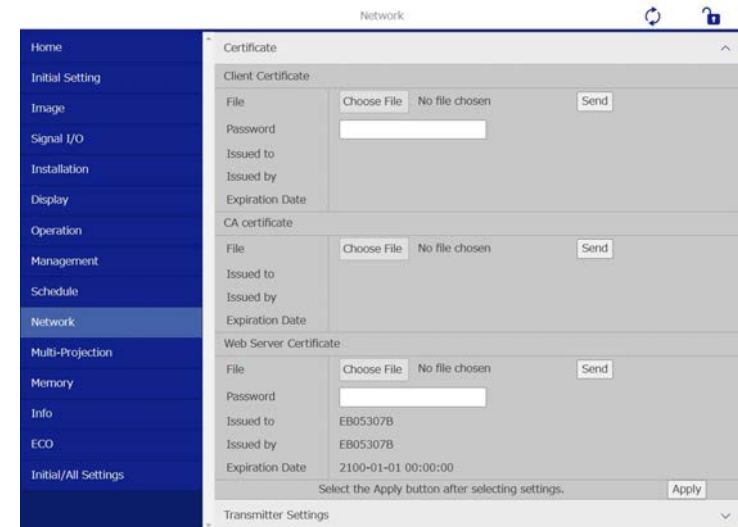 Network
Home
Initial Setting
Image
Signal I/O
Installation
Display
Operation
Management
Schedule
Network
Multi-Projection
Memory
Info
ECO
Initial/All Settings
Certificate
Client Certificate
File Choose File No file chosen Send
Password
Issued to
Issued by
Expiration Date
CA certificate
File Choose File No file chosen Send
Issued to
Issued by
Expiration Date
Web Server Certificate
File Choose File No file chosen Send
Password
Issued to EB05307B
Issued by EB05307B
Expiration Date 2100-01-01 00:00:00
Select the Apply button after selecting settings. Apply
Transmitter Settings